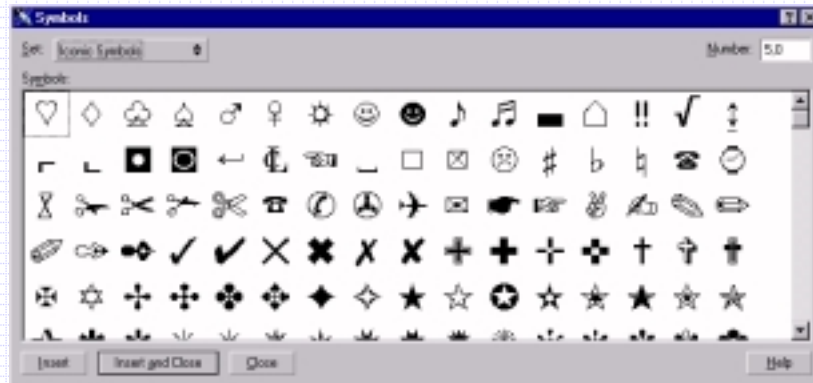 Symbols
Set: Iconic Symbols Number: 5,0
Symbols:
Insert Insert and Close Close Help